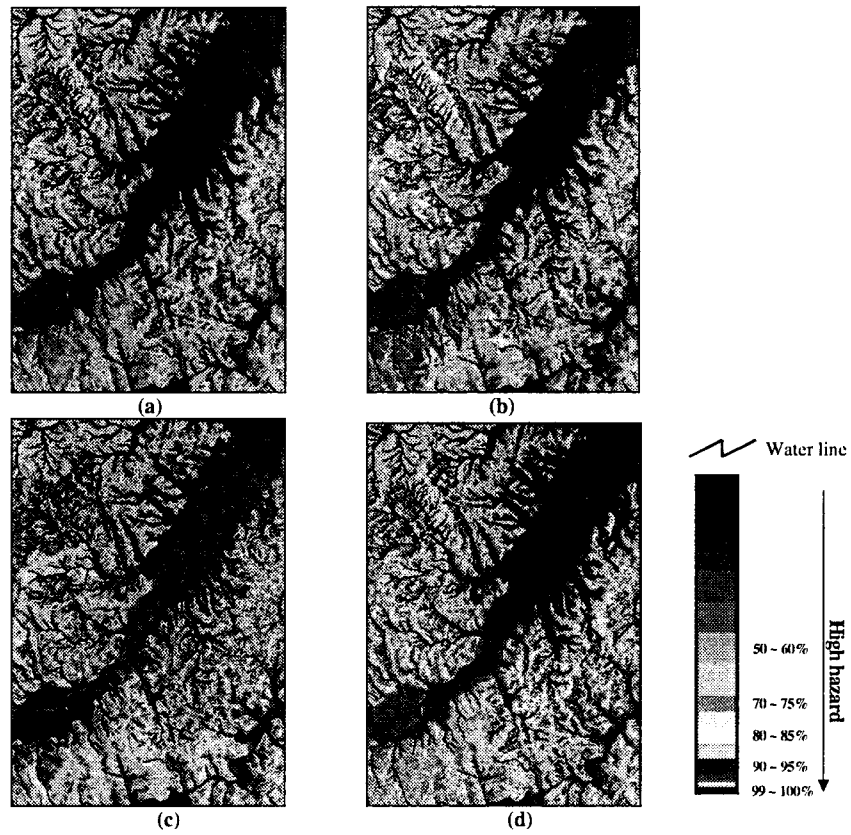 (a)
(b)
Water line
50 ~ 60%
70 ~ 75%
80 ~ 85%
90 ~ 95%
99 ~ 100%
High hazard
(c)
(d)